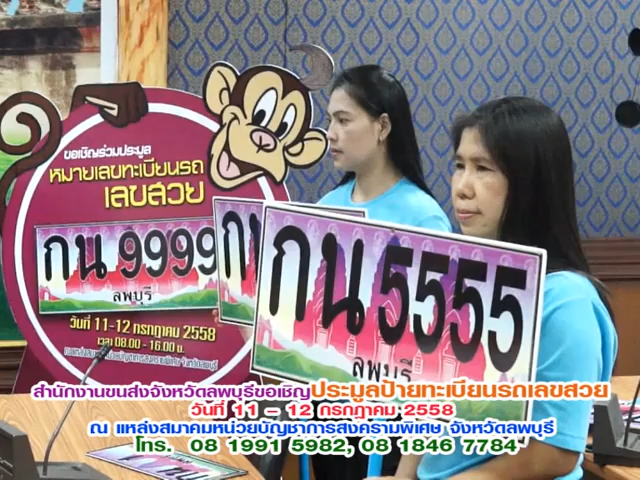 ขอเชิญร่วมประมูล
หมายเลขทะเบียนรถ
เลขสวย
กน 9999
ลพบุรี
วันที่ 11-12 กรกฎาคม 2558
เวลา 08.00 - 16.00 น.
กน 5555
ลพบุรี
สำนักงานขนส่งจังหวัดลพบุรีขอเชิญประมูลป้ายทะเบียนรถเลขสวย
วันที่ 11 - 12 กรกฎาคม 2558
ณ แหล่งสมาคมหน่วยบัญชาการสงครามพิเศษ จังหวัดลพบุรี
โทร. 08 1991 5982, 08 1846 7784